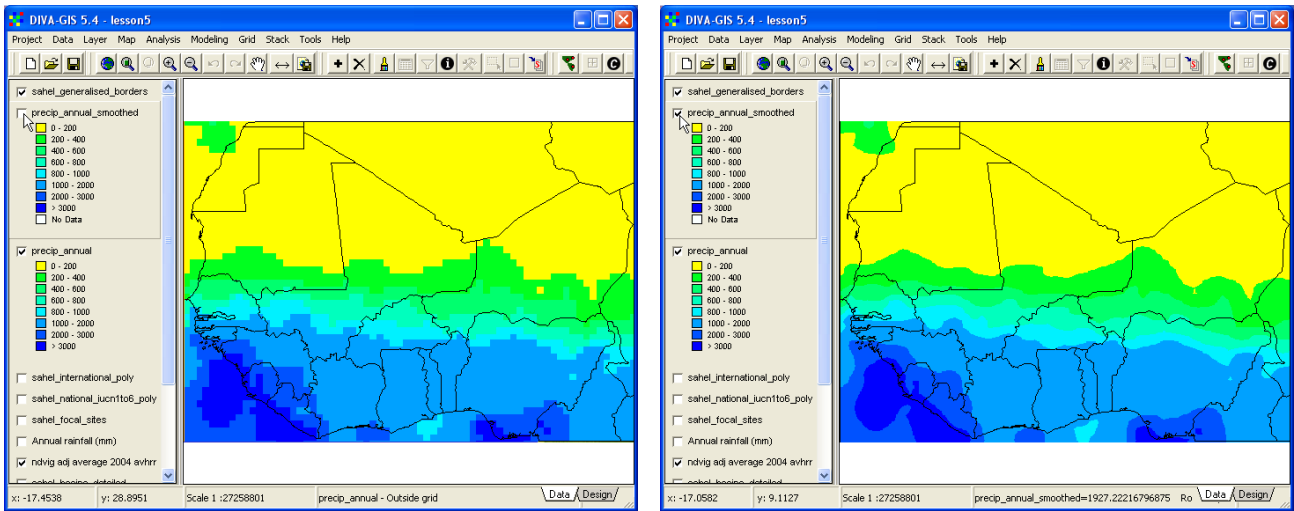 DIVA-GIS 5.4 - lesson5
Project Data Layer Map Analysis Modeling Grid Stack Tools Help
sahel_generalised_borders
precip_annual_smoothed
0 - 200
200 - 400
400 - 600
600 - 800
800 - 1000
1000 - 2000
2000 - 3000
> 3000
No Data
precip_annual
0 - 200
200 - 400
400 - 600
600 - 800
800 - 1000
1000 - 2000
2000 - 3000
> 3000
sahel_international_poly
sahel_national_iucn1to6_poly
sahel_focal_sites
Annual rainfall (mm)
ndvig adj average 2004 avhrr
x: -17.4538 y: 28.8951 Scale 1 :27258801 precip_annual - Outside grid Data Design
DIVA-GIS 5.4 - lesson5
Project Data Layer Map Analysis Modeling Grid Stack Tools Help
sahel_generalised_borders
precip_annual_smoothed
0 - 200
200 - 400
400 - 600
600 - 800
800 - 1000
1000 - 2000
2000 - 3000
> 3000
No Data
precip_annual
0 - 200
200 - 400
400 - 600
600 - 800
800 - 1000
1000 - 2000
2000 - 3000
> 3000
sahel_international_poly
sahel_national_iucn1to6_poly
sahel_focal_sites
Annual rainfall (mm)
ndvig adj average 2004 avhrr
x: -17.0582 y: 9.1127 Scale 1 :27258801 precip_annual_smoothed=1927.22216796875 Ro Data Design